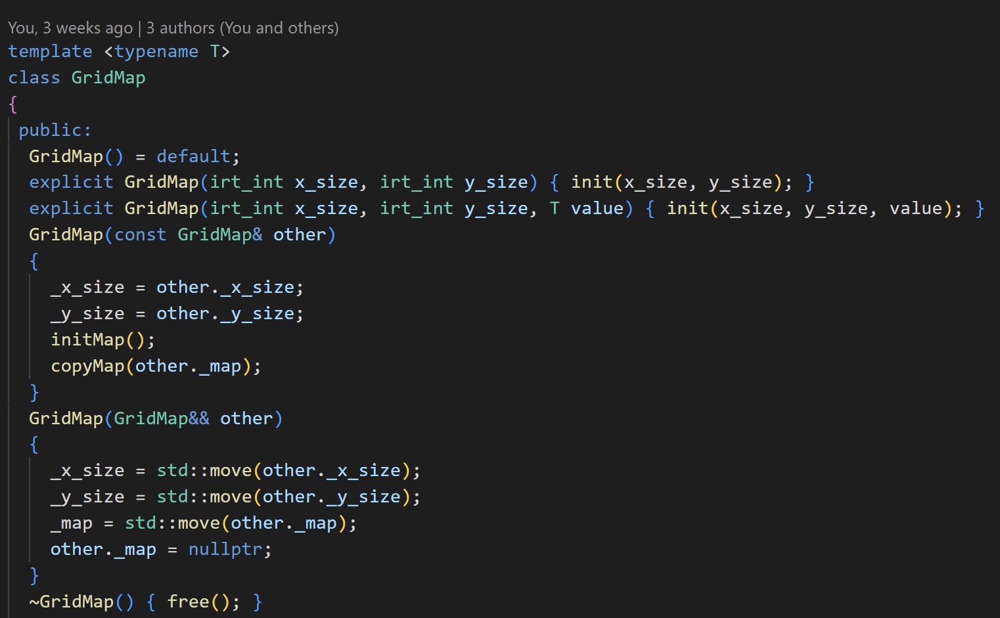 You, 3 weeks ago | 3 authors (You and others)
template <typename T>
class GridMap
{
 public:
  GridMap() = default;
  explicit GridMap(irt_int x_size, irt_int y_size) { init(x_size, y_size); }
  explicit GridMap(irt_int x_size, irt_int y_size, T value) { init(x_size, y_size, value); }
  GridMap(const GridMap& other)
  {
    _x_size = other._x_size;
    _y_size = other._y_size;
    initMap();
    copyMap(other._map);
  }
  GridMap(GridMap&& other)
  {
    _x_size = std::move(other._x_size);
    _y_size = std::move(other._y_size);
    _map = std::move(other._map);
    other._map = nullptr;
  }
  ~GridMap() { free(); }